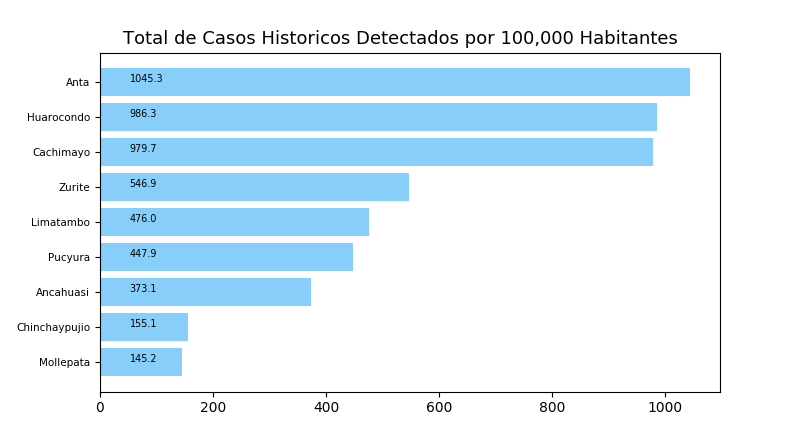 Total de Casos Historicos Detectados por 100,000 Habitantes
Anta 1045.3
Huarocondo 986.3
Cachimayo 979.7
Zurite 546.9
Limatambo 476.0
Pucyura 447.9
Ancahuasi 373.1
Chinchaypujio 155.1
Mollepata 145.2
0 200 400 600 800 1000